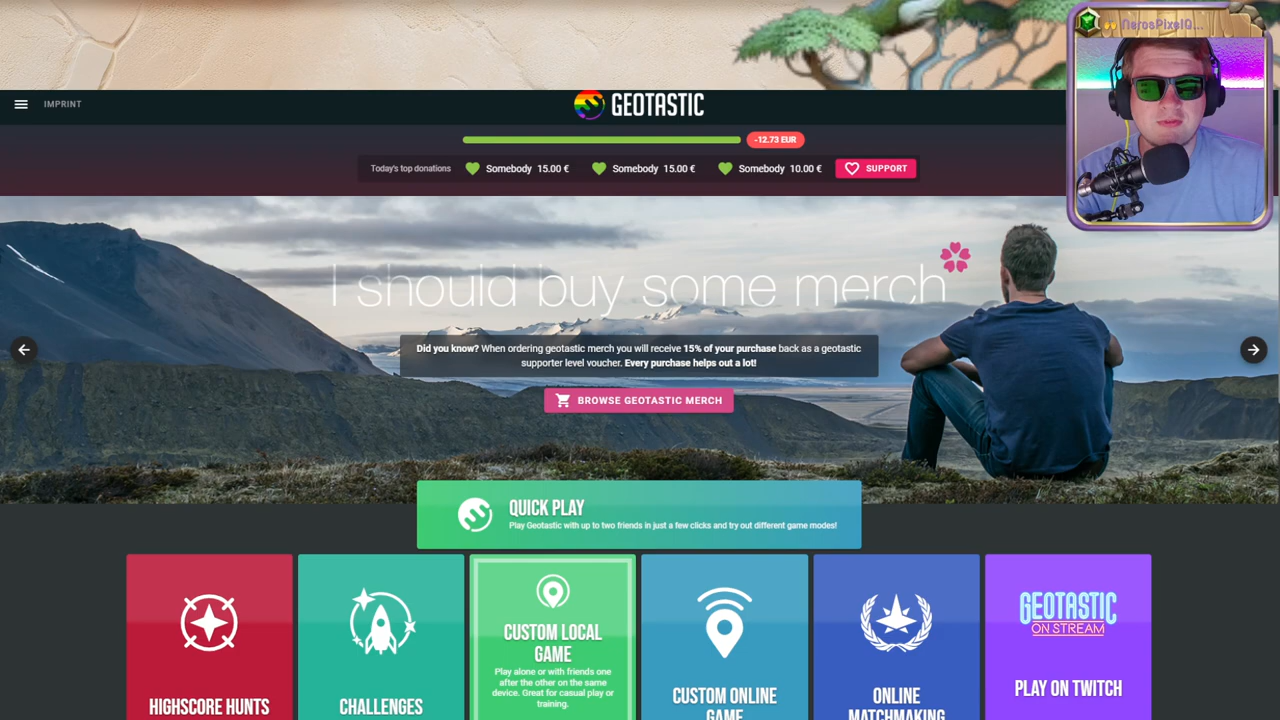 NerosPixelQ...
IMPRINT
GEOTASTIC
-12.73 EUR
Today's top donations Somebody 15.00 € Somebody 15.00 € Somebody 10.00 € SUPPORT
I should buy some merch
Did you know? When ordering geotastic merch you will receive 15% of your purchase back as a geotastic
supporter level voucher. Every purchase helps out a lot!
BROWSE GEOTASTIC MERCH
QUICK PLAY
Play Geotastic with up to two friends in just a few clicks and try out different game modes!
HIGHSCORE HUNTS
CHALLENGES
CUSTOM LOCAL
GAME
Play alone or with friends one
after the other on the same
device. Great for casual play or
training.
CUSTOM ONLINE
GAME
ONLINE
MATCHMAKING
GEOTASTIC
ON STREAM
PLAY ON TWITCH